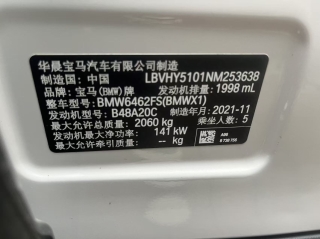 华晨宝马汽车有限公司制造
制造国: 中国 LBVHY5101NM253638
发动机排量: 1998 mL
品牌: 宝马(BMW)牌
整车型号: BMW6462FS(BMWX1)
发动机型号: B48A20C 制造年月: 2021-11
最大允许总质量: 2060 kg 乘坐人数: 5
发动机最大净功率: 141 kW
最大允许牵引质量: -- kg